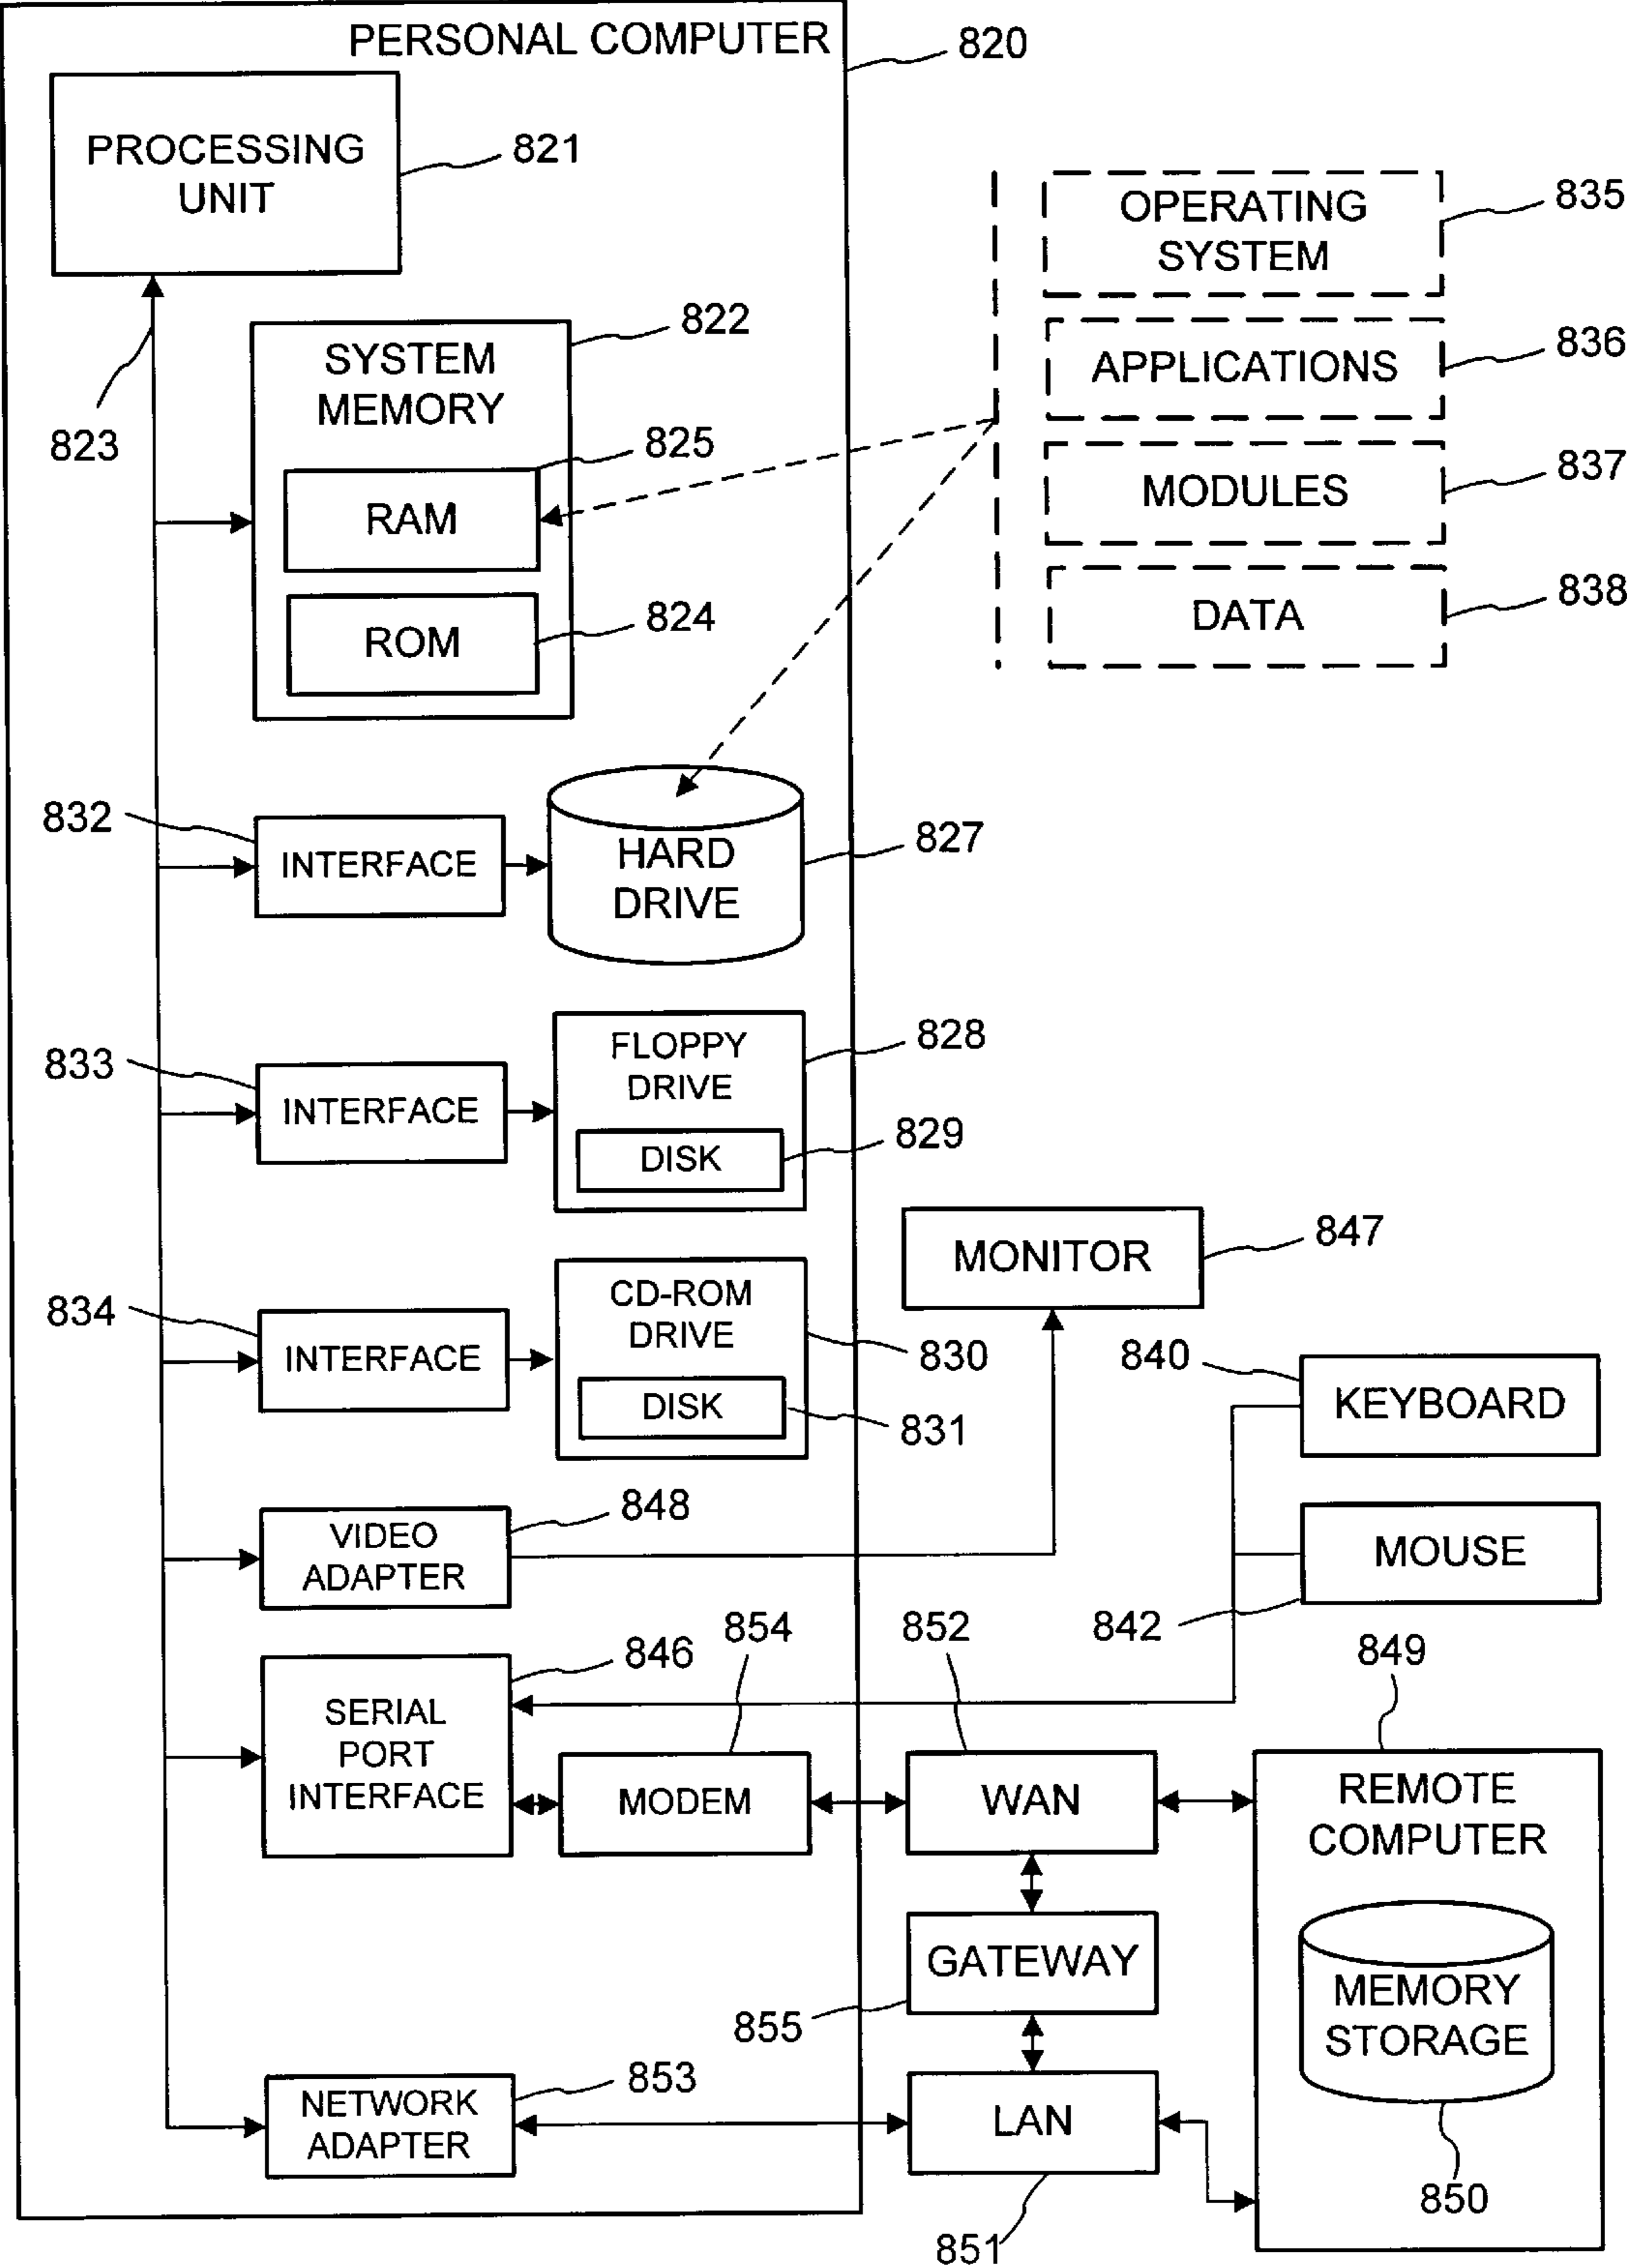 PERSONAL COMPUTER
820
PROCESSING
UNIT
821
823
SYSTEM
MEMORY
822
825
RAM
ROM
824
OPERATING
SYSTEM
835
APPLICATIONS
836
MODULES
837
DATA
838
832
INTERFACE
HARD
DRIVE
827
833
INTERFACE
FLOPPY
DRIVE
828
DISK
829
834
INTERFACE
CD-ROM
DRIVE
830
DISK
831
MONITOR
847
840
KEYBOARD
MOUSE
842
VIDEO
ADAPTER
848
SERIAL
PORT
INTERFACE
846
854
MODEM
852
WAN
849
REMOTE
COMPUTER
MEMORY
STORAGE
850
GATEWAY
855
NETWORK
ADAPTER
853
LAN
851